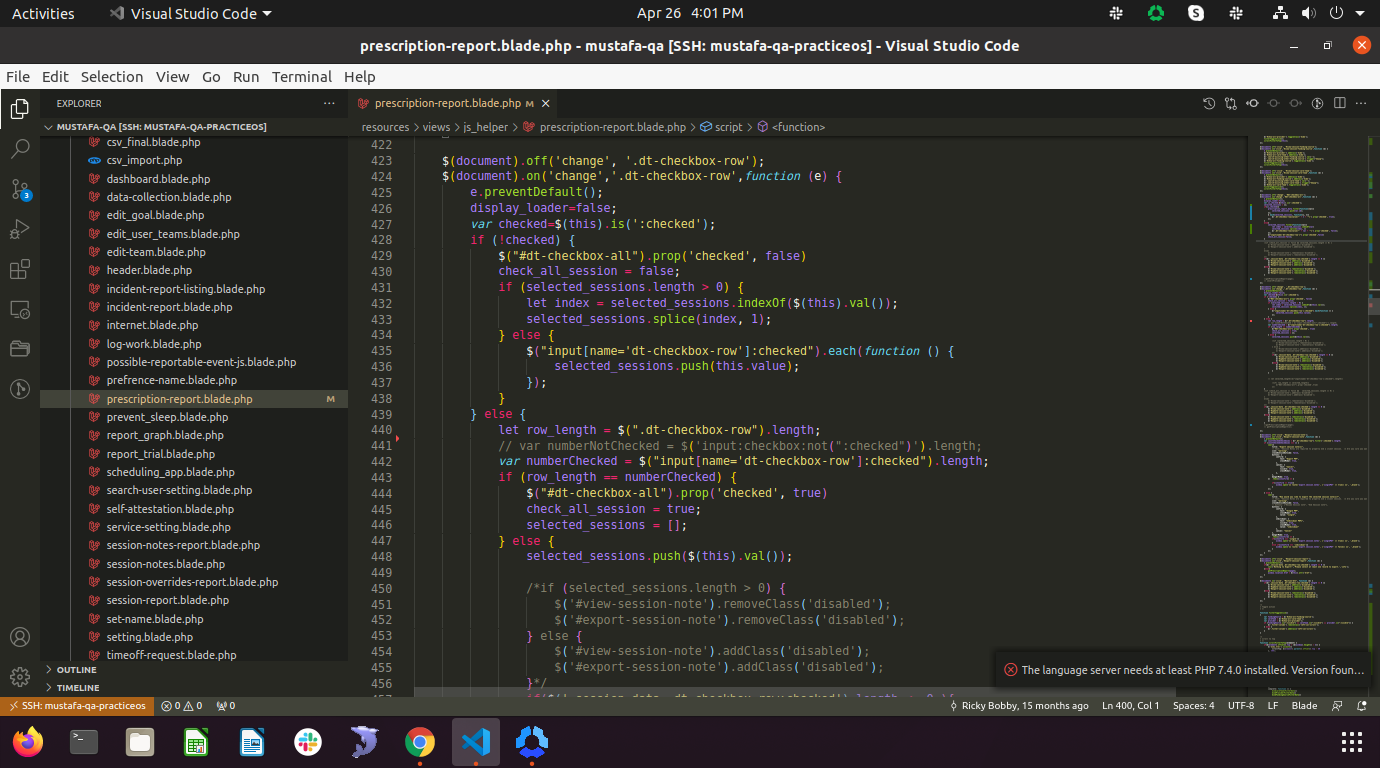 Activities
Visual Studio Code
Apr 26 4:01 PM
prescription-report.blade.php - mustafa-qa [SSH: mustafa-qa-practiceos] - Visual Studio Code
File Edit Selection View Go Run Terminal Help
EXPLORER
MUSTAFA-QA [SSH: MUSTAFA-QA-PRACTICEOS]
csv_final.blade.php
csv_import.php
dashboard.blade.php
data-collection.blade.php
edit_goal.blade.php
edit_user_teams.blade.php
edit-team.blade.php
header.blade.php
incident-report-listing.blade.php
incident-report.blade.php
internet.blade.php
log-work.blade.php
possible-reportable-event-js.blade.php
prefrence-name.blade.php
prescription-report.blade.php M
prevent_sleep.blade.php
report_graph.blade.php
report_trial.blade.php
scheduling_app.blade.php
search-user-setting.blade.php
self-attestation.blade.php
service-setting.blade.php
session-notes-report.blade.php
session-notes.blade.php
session-overrides-report.blade.php
session-report.blade.php
set-name.blade.php
setting.blade.php
timeoff-request.blade.php
OUTLINE
TIMELINE
3
prescription-report.blade.php M
resources > views > js_helper > prescription-report.blade.php > script > <function>
422
423 $(document).off('change', '.dt-checkbox-row');
424 $(document).on('change','.dt-checkbox-row',function (e) {
425 e.preventDefault();
426 display_loader=false;
427 var checked=$(this).is(':checked');
428 if (!checked) {
429 $("#dt-checkbox-all").prop('checked', false)
430 check_all_session = false;
431 if (selected_sessions.length > 0) {
432 let index = selected_sessions.indexOf($(this).val());
433 selected_sessions.splice(index, 1);
434 } else {
435 $("input[name='dt-checkbox-row']:checked").each(function () {
436 selected_sessions.push(this.value);
437 });
438 }
439 } else {
440 let row_length = $(".dt-checkbox-row").length;
441 // var numberNotChecked = $('input:checkbox:not(":checked")').length;
442 var numberChecked = $("input[name='dt-checkbox-row']:checked").length;
443 if (row_length == numberChecked) {
444 $("#dt-checkbox-all").prop('checked', true)
445 check_all_session = true;
446 selected_sessions = [];
447 } else {
448 selected_sessions.push($(this).val());
449
450 /*if (selected_sessions.length > 0) {
451 $('#view-session-note').removeClass('disabled');
452 $('#export-session-note').removeClass('disabled');
453 } else {
454 $('#view-session-note').addClass('disabled');
455 $('#export-session-note').addClass('disabled');
456 }*/
The language server needs at least PHP 7.4.0 installed. Version foun...
SSH: mustafa-qa-practiceos 0 0 0
Ricky Bobby, 15 months ago Ln 400, Col 1 Spaces: 4 UTF-8 LF Blade